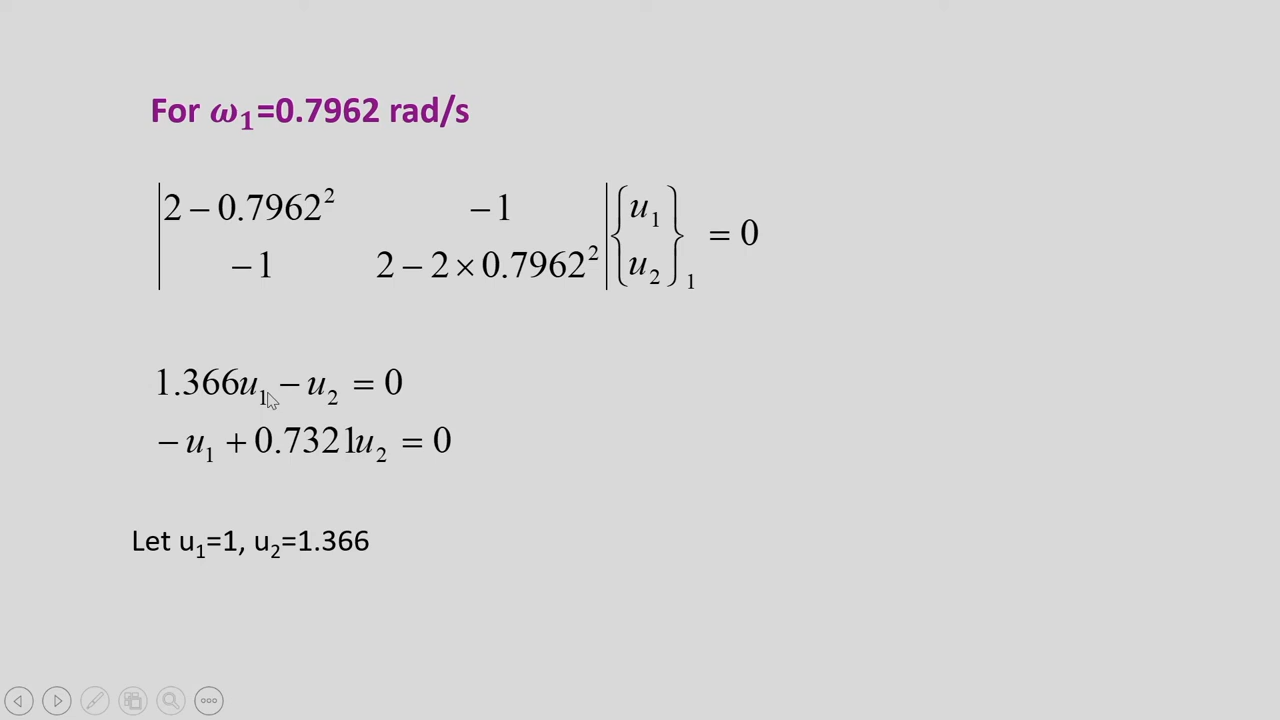 For ω₁=0.7962 rad/s
|2 − 0.7962² −1| {u₁}
|−1 2 − 2 × 0.7962²| {u₂}₁ = 0
1.366u₁ − u₂ = 0
− u₁ + 0.7321u₂ = 0
Let u₁=1, u₂=1.366